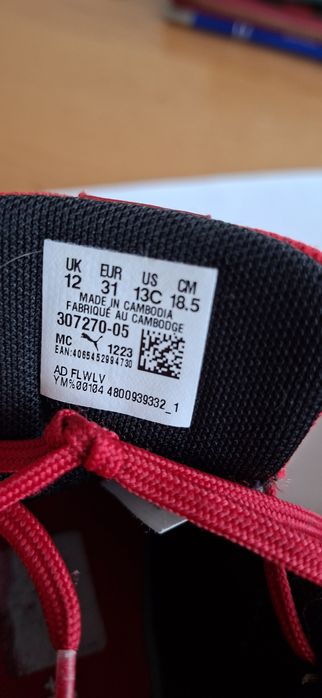 UK EUR US CM
12 31 13C 18.5
MADE IN CAMBODIA
FABRIQUÉ AU CAMBODGE
307270-05
MC 1223
EAN:4065452994730
AD FLWLV
YM%00104 4800939332_1